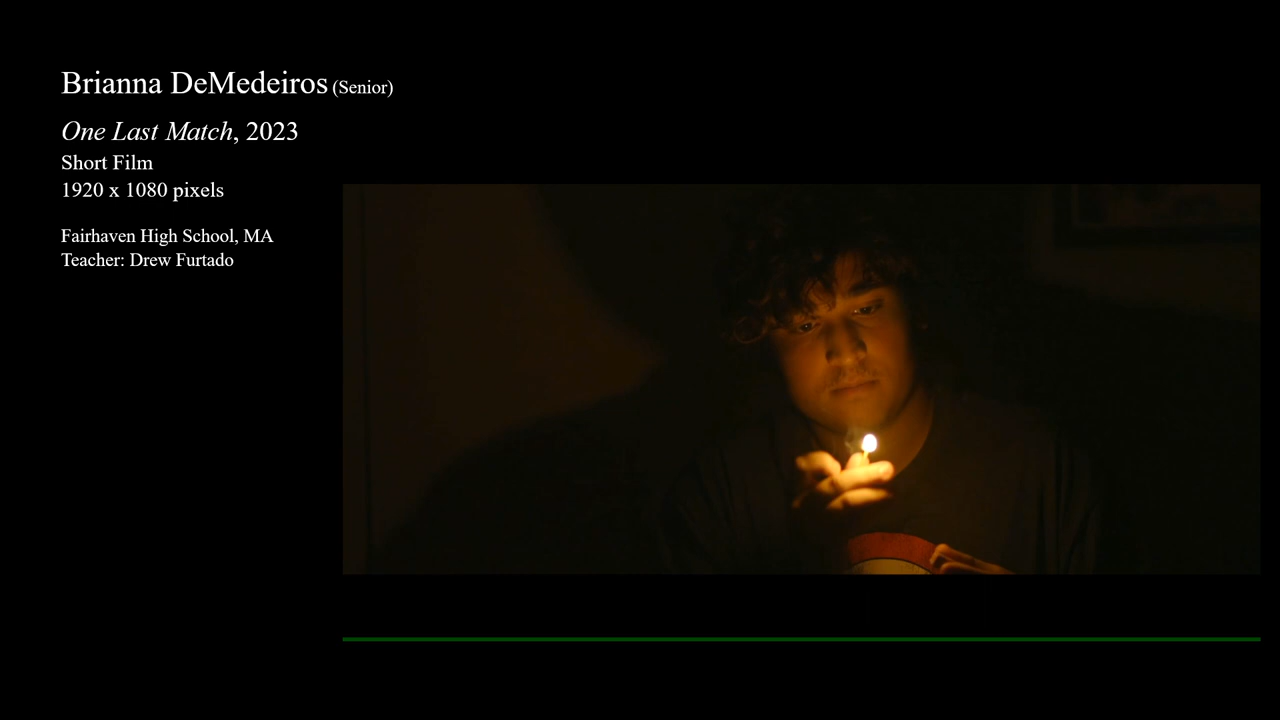 Brianna DeMedeiros (Senior)
One Last Match, 2023
Short Film
1920 x 1080 pixels
Fairhaven High School, MA
Teacher: Drew Furtado